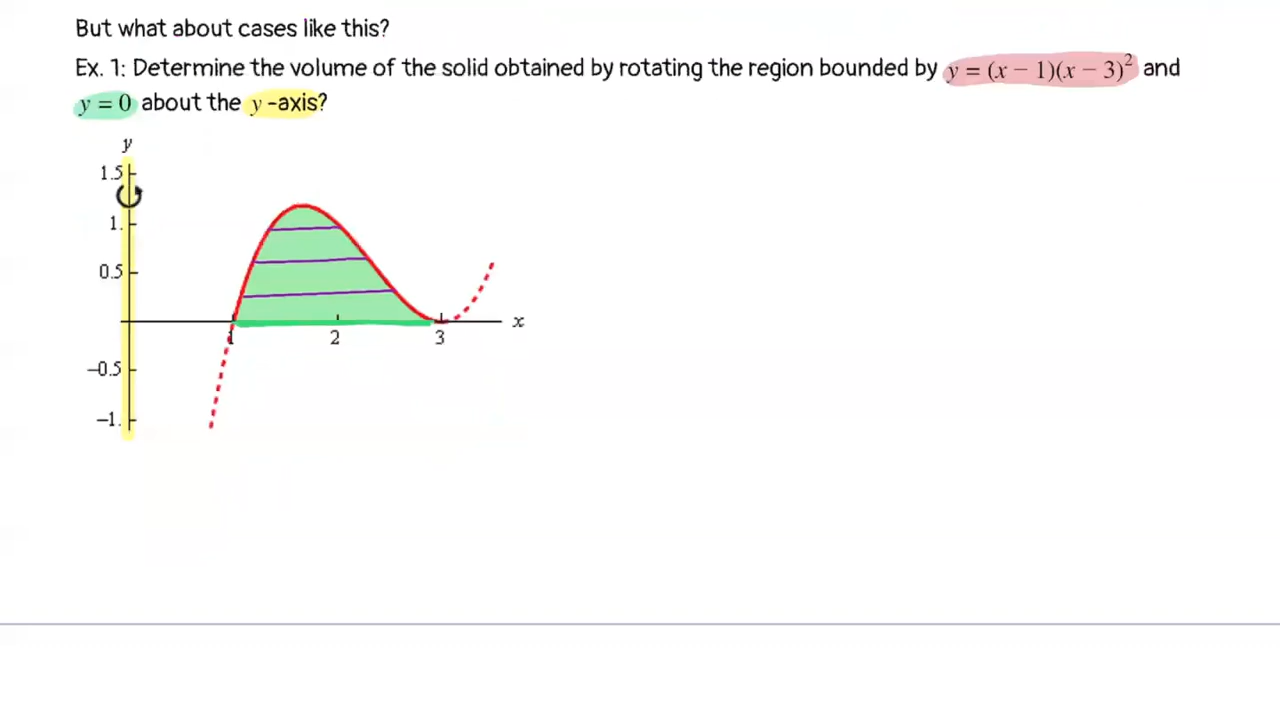 But what about cases like this?
Ex. 1: Determine the volume of the solid obtained by rotating the region bounded by y = (x − 1)(x − 3)² and
y = 0 about the y -axis?
y
1.5
1.
0.5
x
1 2 3
−0.5
−1.